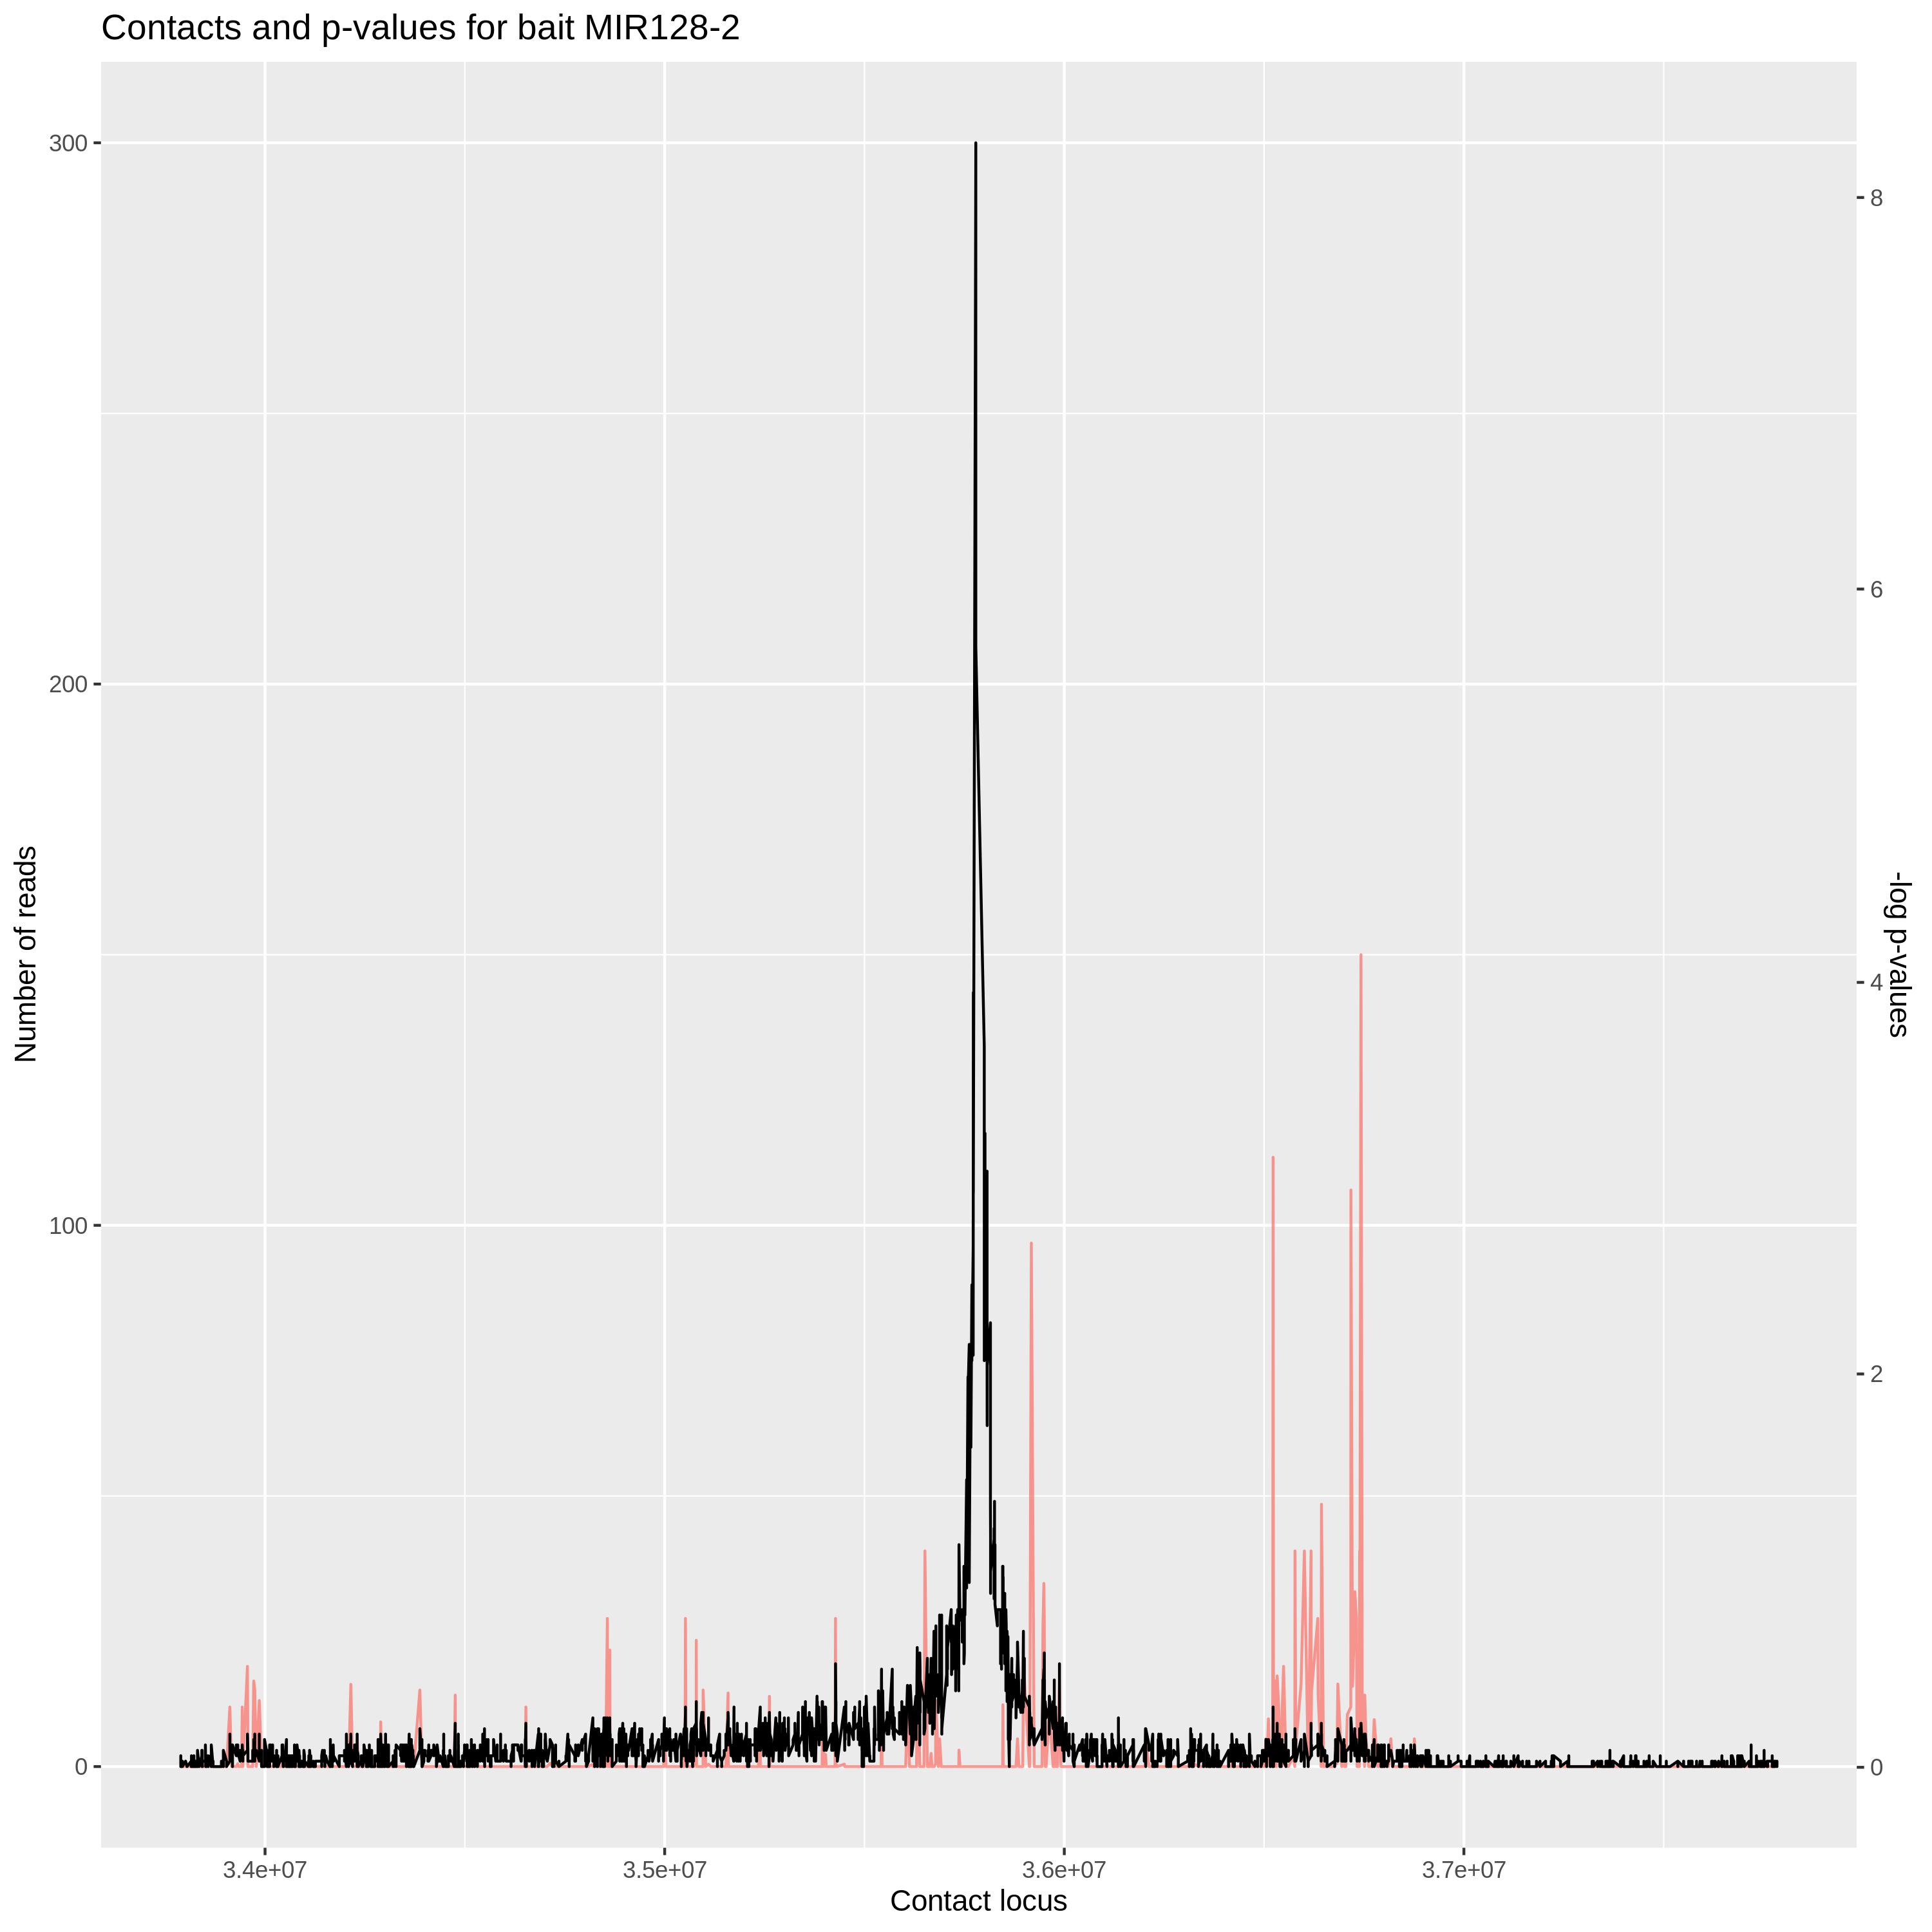 Contacts and p-values for bait MIR128-2
300
200
100
0
Number of reads
8
6
4
2
0
-log p-values
3.4e+07 3.5e+07 3.6e+07 3.7e+07
Contact locus